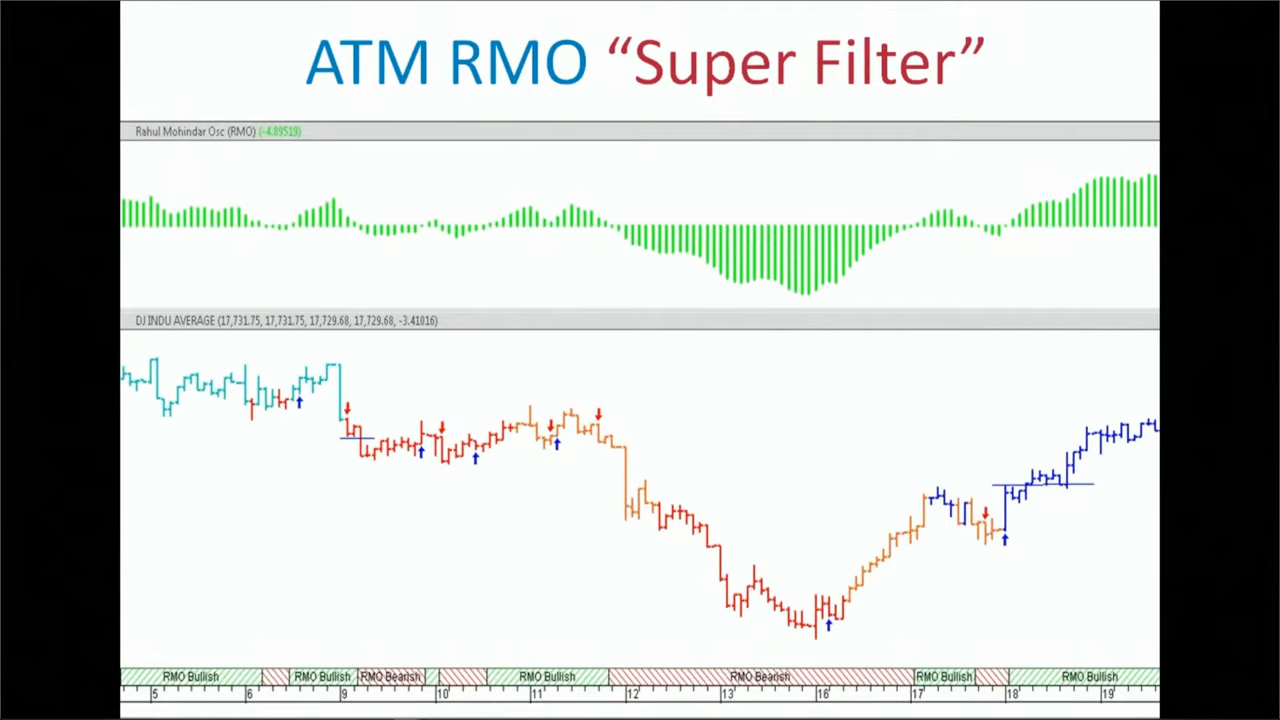 ATM RMO “Super Filter”
Rahul Mohindar Osc (RMO) (-4.89519)
DJ INDU AVERAGE (17,731.75, 17,731.75, 17,729.68, 17,729.68, -3.41016)
RMO Bullish RMO Bullish RMO Bearish RMO Bullish RMO Bearish RMO Bullish RMO Bullish
5 6 9 10 11 12 13 16 17 18 19